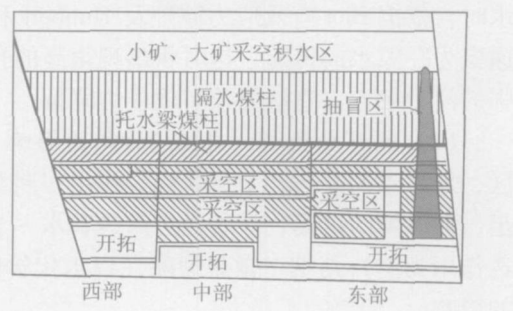 小矿、大矿采空积水区
隔水煤柱
抽冒区
托水梁煤柱
采空区
采空区
采空区
开拓
开拓
开拓
西部
中部
东部